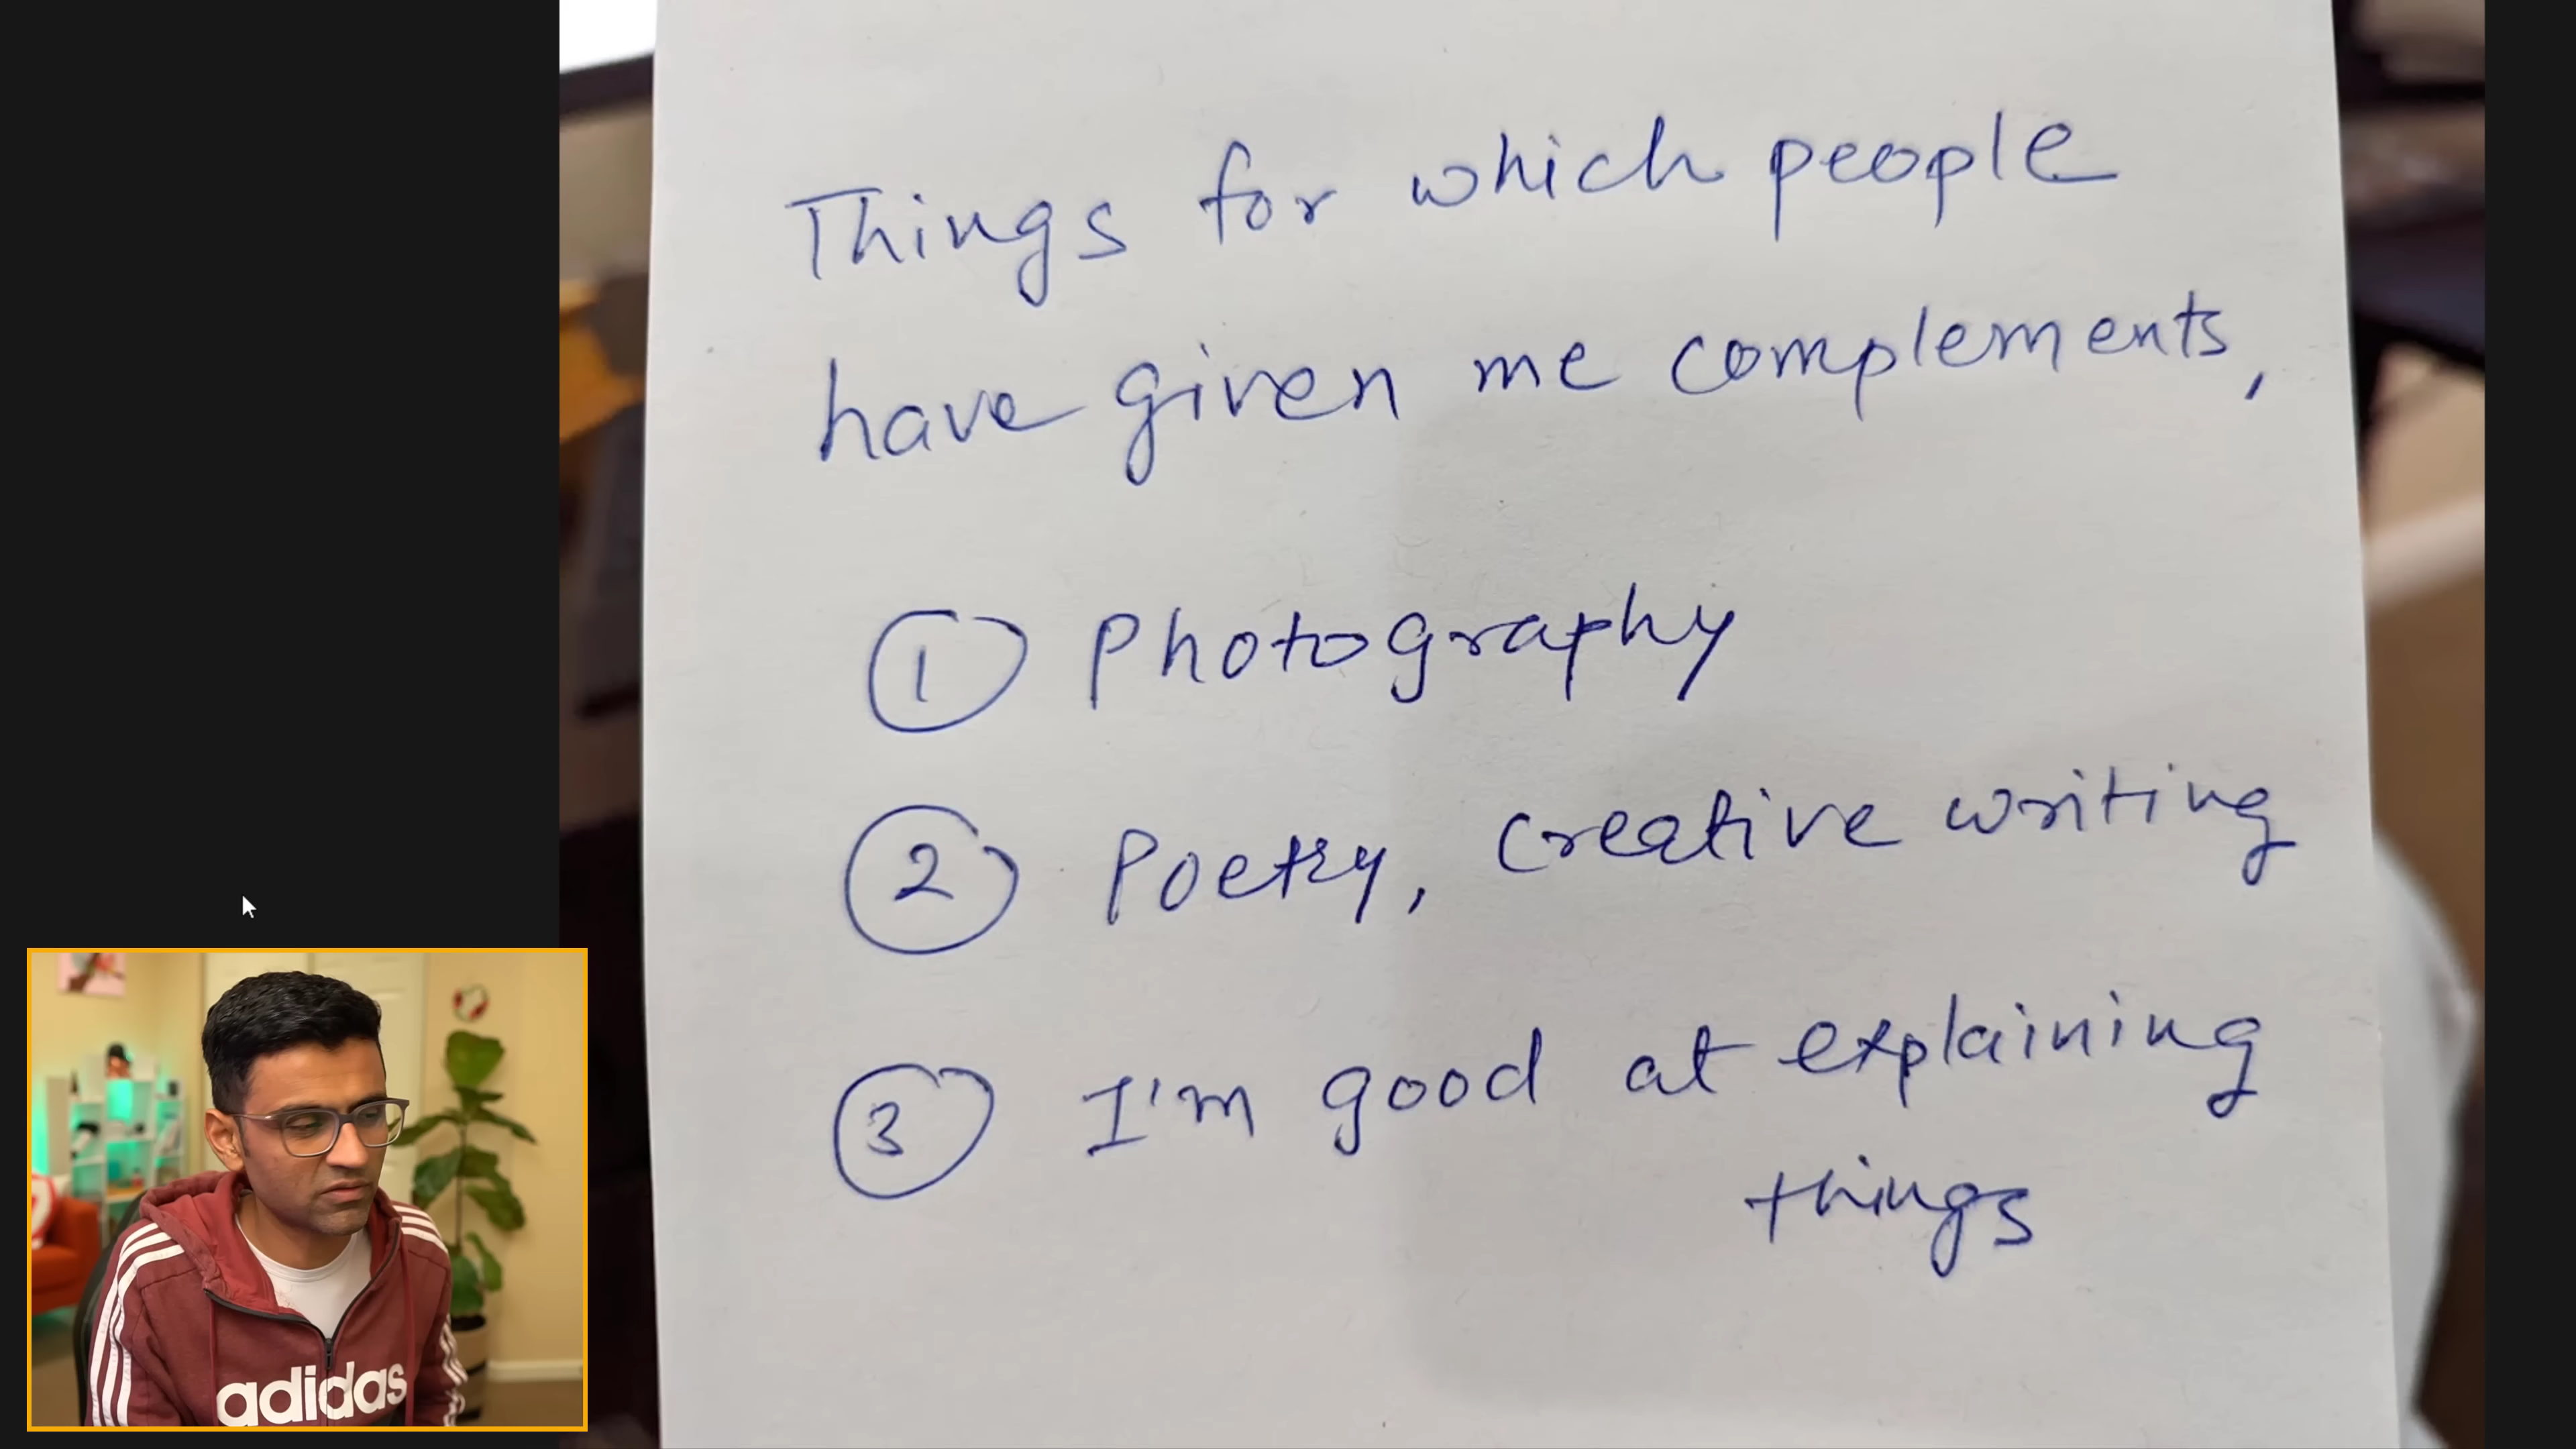 Things for which people
have given me complements,
1 Photography
2 Poetry, creative writing
3 I'm good at explaining
things
adidas